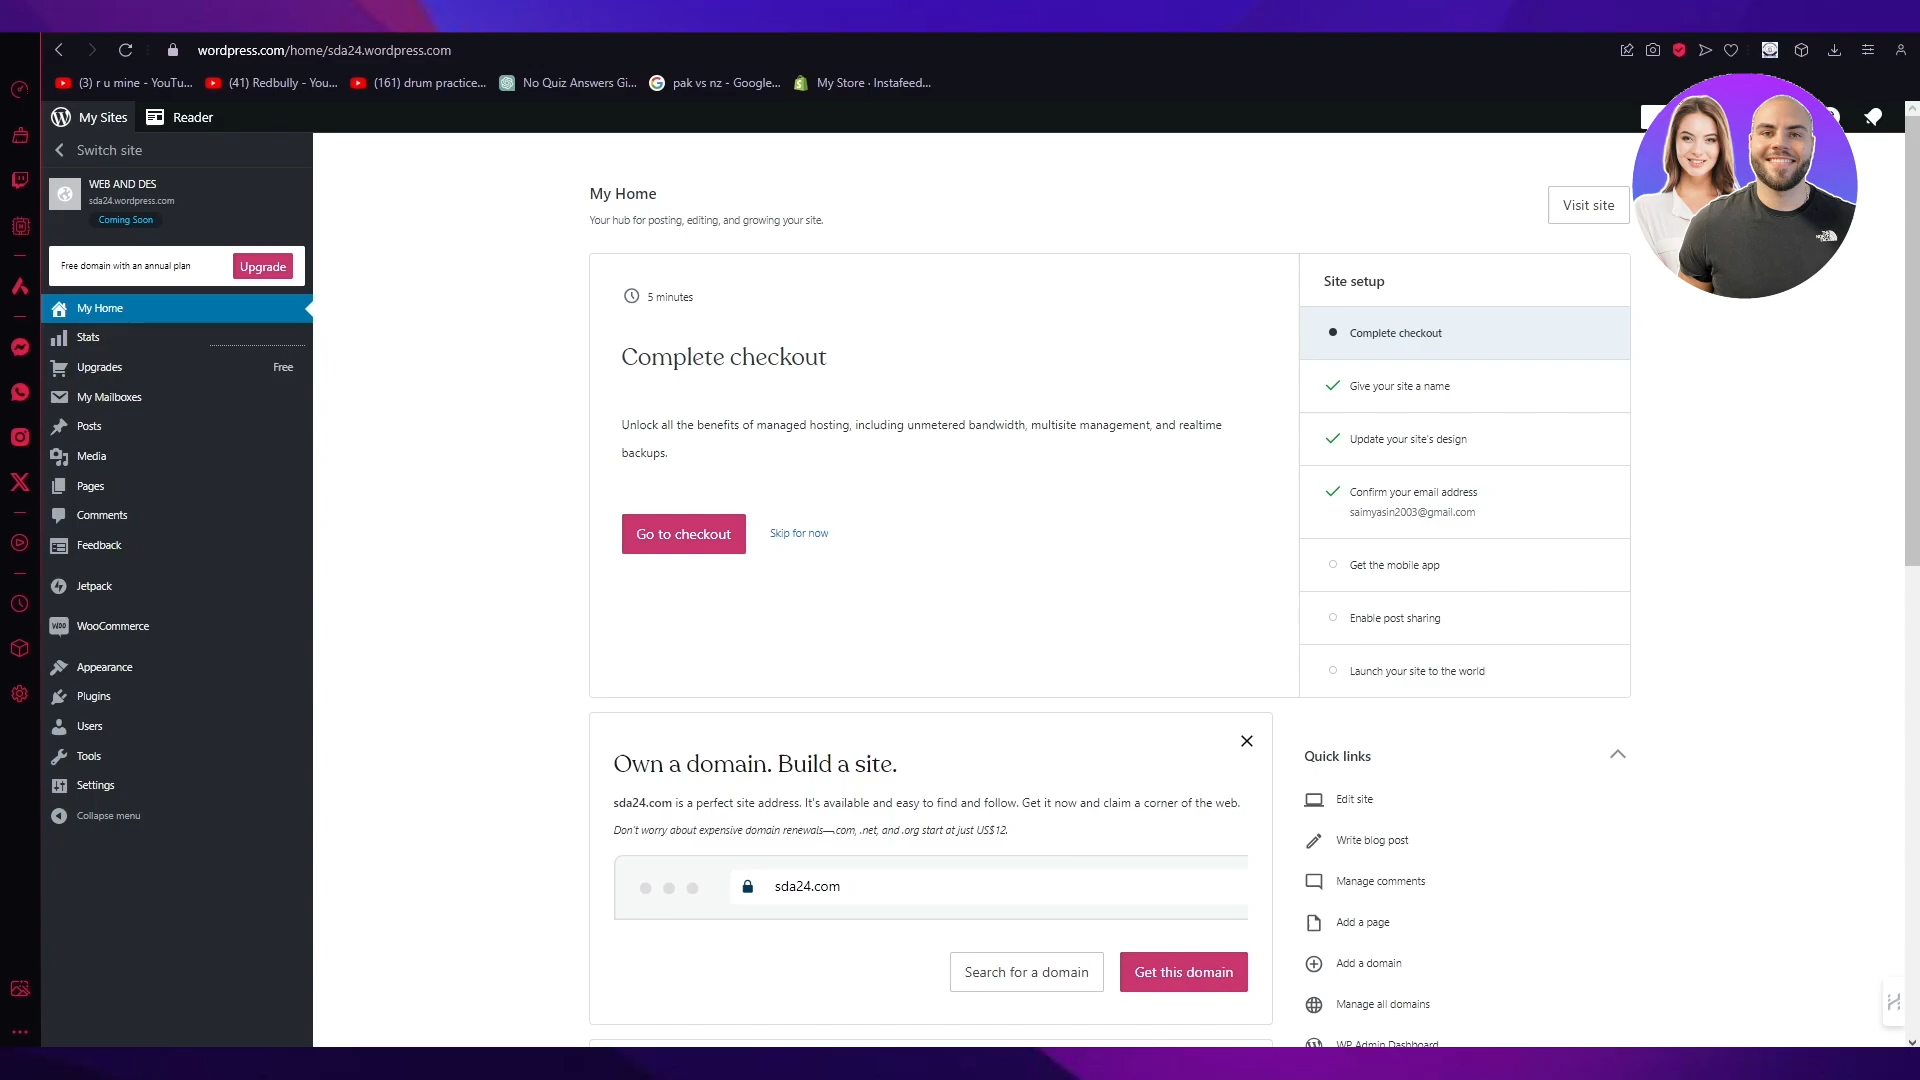 wordpress.com/home/sda24.wordpress.com
(3) r u mine - YouTu...
(41) Redbully - You...
(161) drum practice...
No Quiz Answers Gi...
pak vs nz - Google...
My Store · Instafeed...
My Sites
Reader
Switch site
WEB AND DES
sda24.wordpress.com
Coming Soon
Free domain with an annual plan
Upgrade
My Home
Stats
Upgrades
Free
My Mailboxes
Posts
Media
Pages
Comments
Feedback
Jetpack
WooCommerce
Appearance
Plugins
Users
Tools
Settings
Collapse menu
My Home
Your hub for posting, editing, and growing your site.
Visit site
5 minutes
Complete checkout
Unlock all the benefits of managed hosting, including unmetered bandwidth, multisite management, and realtime
backups.
Go to checkout
Skip for now
Site setup
Complete checkout
Give your site a name
Update your site's design
Confirm your email address
saimyasin2003@gmail.com
Get the mobile app
Enable post sharing
Launch your site to the world
Own a domain. Build a site.
sda24.com is a perfect site address. It's available and easy to find and follow. Get it now and claim a corner of the web.
Don't worry about expensive domain renewals—.com, .net, and .org start at just US$12.
sda24.com
Search for a domain
Get this domain
Quick links
Edit site
Write blog post
Manage comments
Add a page
Add a domain
Manage all domains
WP Admin Dashboard